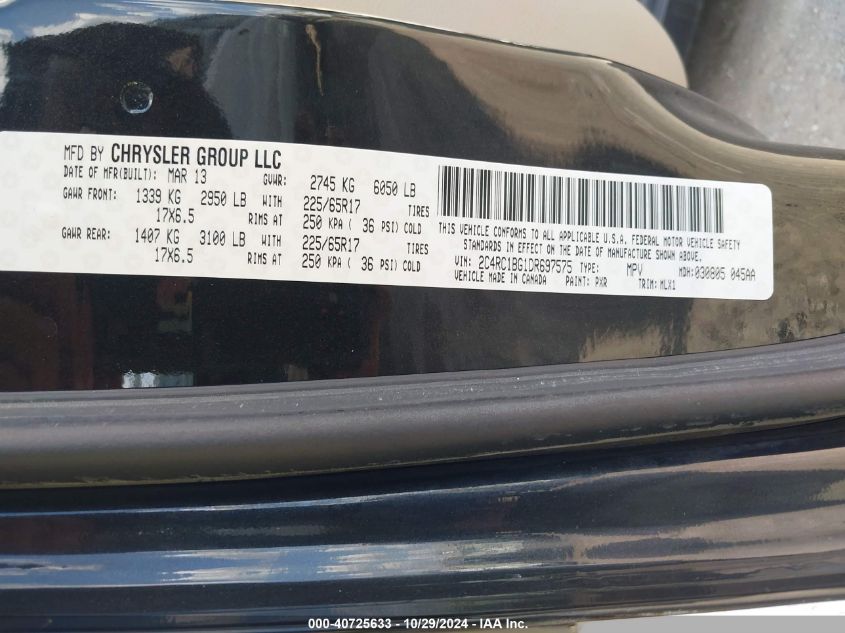 MFD BY CHRYSLER GROUP LLC
DATE OF MFR(BUILT): MAR 13 GVWR: 2745 KG 6050 LB
GAWR FRONT: 1339 KG 2950 LB WITH 225/65R17 TIRES
17X6.5 RIMS AT 250 KPA ( 36 PSI) COLD
GAWR REAR: 1407 KG 3100 LB WITH 225/65R17 TIRES
17X6.5 RIMS AT 250 KPA ( 36 PSI) COLD
THIS VEHICLE CONFORMS TO ALL APPLICABLE U.S.A. FEDERAL MOTOR VEHICLE SAFETY
STANDARDS IN EFFECT ON THE DATE OF MANUFACTURE SHOWN ABOVE.
VIN: 2C4RC1BG1DR697575 TYPE: MPV MDH:030805 045AA
VEHICLE MADE IN CANADA PAINT: PXR TRIM: MLX1
000-40725633 - 10/29/2024 - IAA Inc.